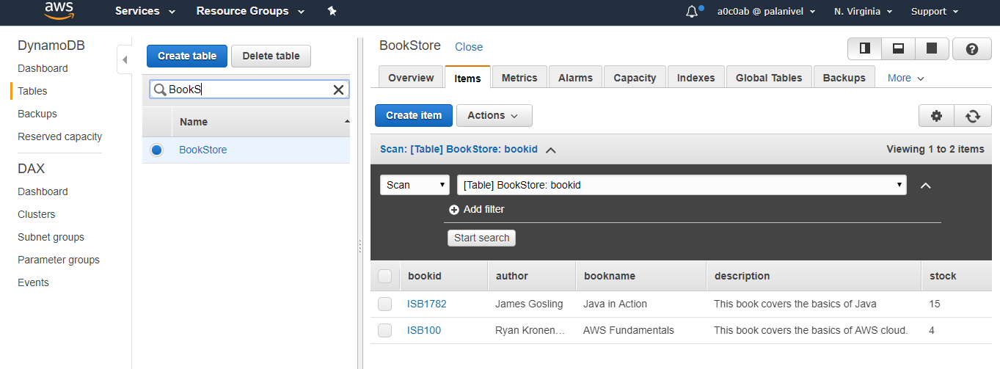 aws Services Resource Groups a0c0ab @ palanivel N. Virginia Support
DynamoDB
Dashboard
Tables
Backups
Reserved capacity
DAX
Dashboard
Clusters
Subnet groups
Parameter groups
Events
Create table Delete table
BookS
Name
BookStore
BookStore Close
Overview Items Metrics Alarms Capacity Indexes Global Tables Backups More
Create item Actions
Scan: [Table] BookStore: bookid Viewing 1 to 2 items
Scan [Table] BookStore: bookid
Add filter
Start search
bookid author bookname description stock
ISB1782 James Gosling Java in Action This book covers the basics of Java 15
ISB100 Ryan Kronen… AWS Fundamentals This book covers the basics of AWS cloud. 4